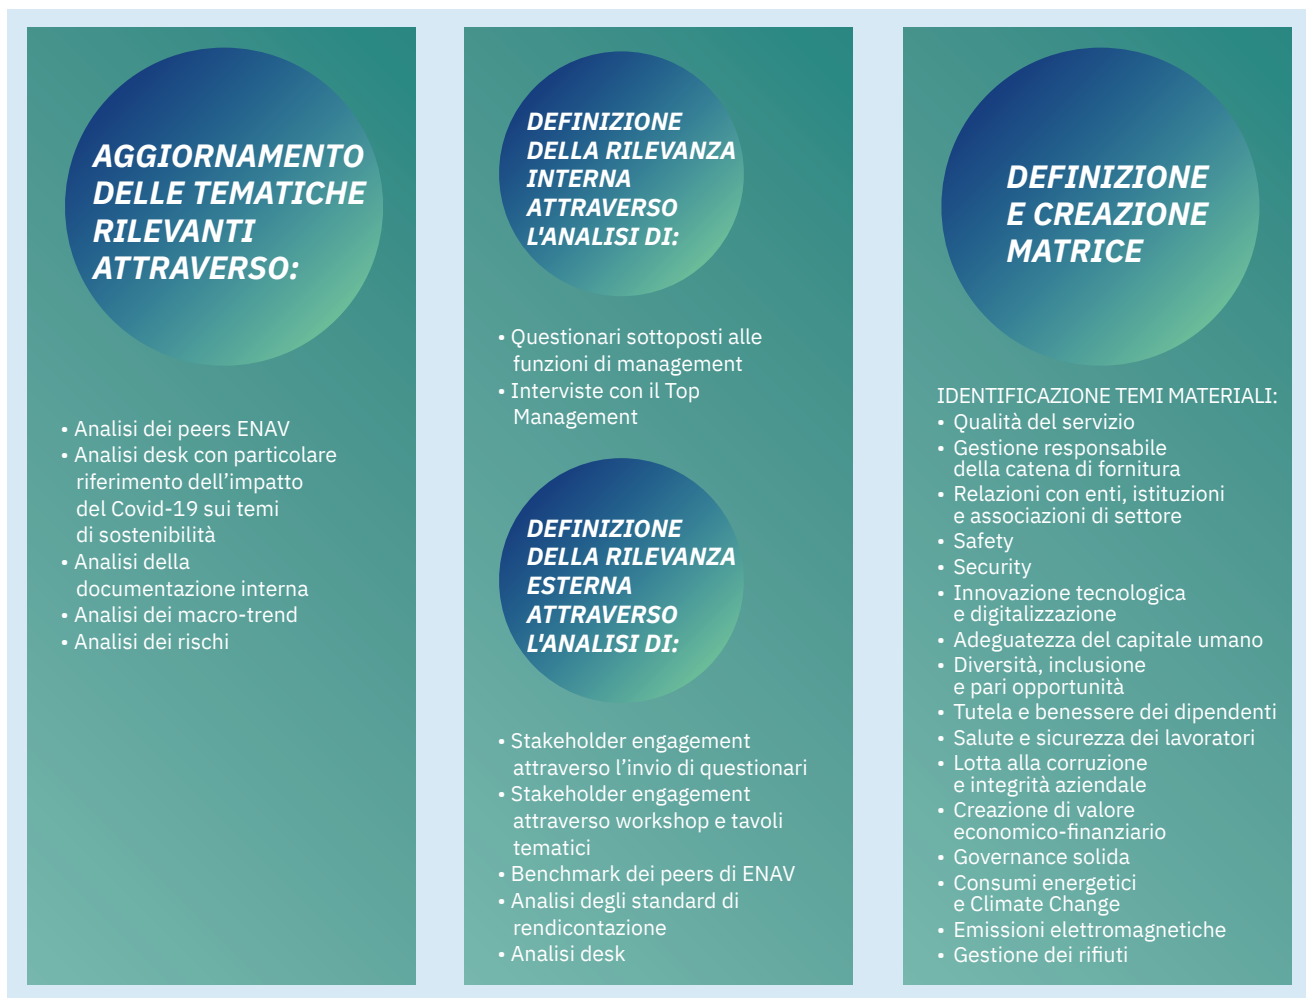 AGGIORNAMENTO
DELLE TEMATICHE
RILEVANTI
ATTRAVERSO:
• Analisi dei peers ENAV
• Analisi desk con particolare
riferimento dell’impatto
del Covid-19 sui temi
di sostenibilità
• Analisi della
documentazione interna
• Analisi dei macro-trend
• Analisi dei rischi
DEFINIZIONE
DELLA RILEVANZA
INTERNA
ATTRAVERSO
L'ANALISI DI:
• Questionari sottoposti alle
funzioni di management
• Interviste con il Top
Management
DEFINIZIONE
DELLA RILEVANZA
ESTERNA
ATTRAVERSO
L'ANALISI DI:
• Stakeholder engagement
attraverso l’invio di questionari
• Stakeholder engagement
attraverso workshop e tavoli
tematici
• Benchmark dei peers di ENAV
• Analisi degli standard di
rendicontazione
• Analisi desk
DEFINIZIONE
E CREAZIONE
MATRICE
IDENTIFICAZIONE TEMI MATERIALI:
• Qualità del servizio
• Gestione responsabile
della catena di fornitura
• Relazioni con enti, istituzioni
e associazioni di settore
• Safety
• Security
• Innovazione tecnologica
e digitalizzazione
• Adeguatezza del capitale umano
• Diversità, inclusione
e pari opportunità
• Tutela e benessere dei dipendenti
• Salute e sicurezza dei lavoratori
• Lotta alla corruzione
e integrità aziendale
• Creazione di valore
economico-finanziario
• Governance solida
• Consumi energetici
e Climate Change
• Emissioni elettromagnetiche
• Gestione dei rifiuti